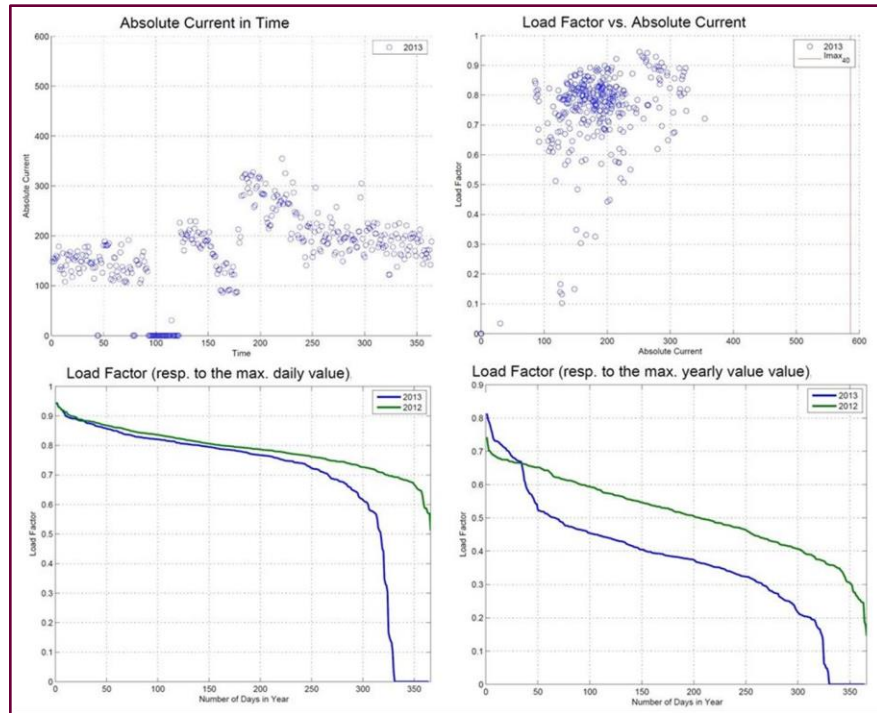 Absolute Current in Time
600
500
400
300
200
100
0
0 50 100 150 200 250 300 350
Absolute Current
Time
2013
Load Factor vs. Absolute Current
1
0.9
0.8
0.7
0.6
0.5
0.4
0.3
0.2
0.1
0
0 100 200 300 400 500 600
Load Factor
Absolute Current
2013
Imax40
Load Factor (resp. to the max. daily value)
1
0.9
0.8
0.7
0.6
0.5
0.4
0.3
0.2
0.1
0
0 50 100 150 200 250 300 350
Load Factor
Number of Days in Year
2013
2012
Load Factor (resp. to the max. yearly value value)
1
0.9
0.8
0.7
0.6
0.5
0.4
0.3
0.2
0.1
0
0 50 100 150 200 250 300 350
Load Factor
Number of Days in Year
2013
2012